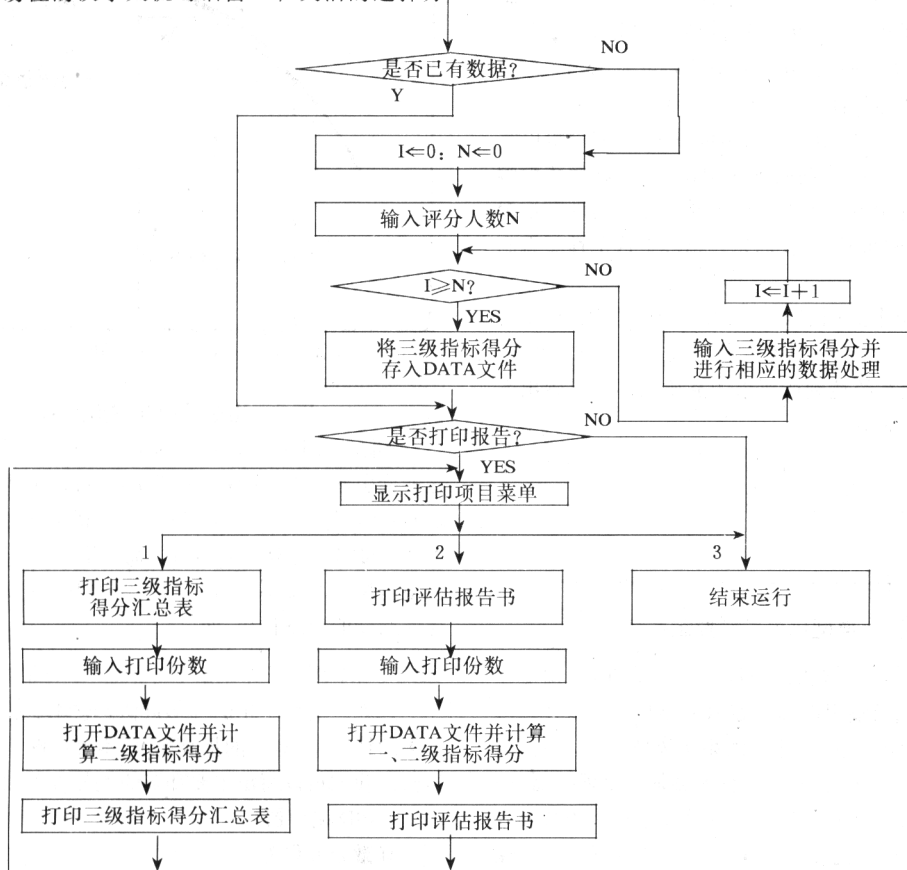 NO
是否已有数据?
Y
I⇐0: N⇐0
输入评分人数N
NO
I≥N?
I⇐I+1
YES
将三级指标得分
存入DATA文件
输入三级指标得分并
进行相应的数据处理
NO
是否打印报告?
YES
显示打印项目菜单
1
2
3
打印三级指标
得分汇总表
打印评估报告书
结束运行
输入打印份数
输入打印份数
打开DATA文件并计
算二级指标得分
打开DATA文件并计算
一、二级指标得分
打印三级指标得分汇总表
打印评估报告书